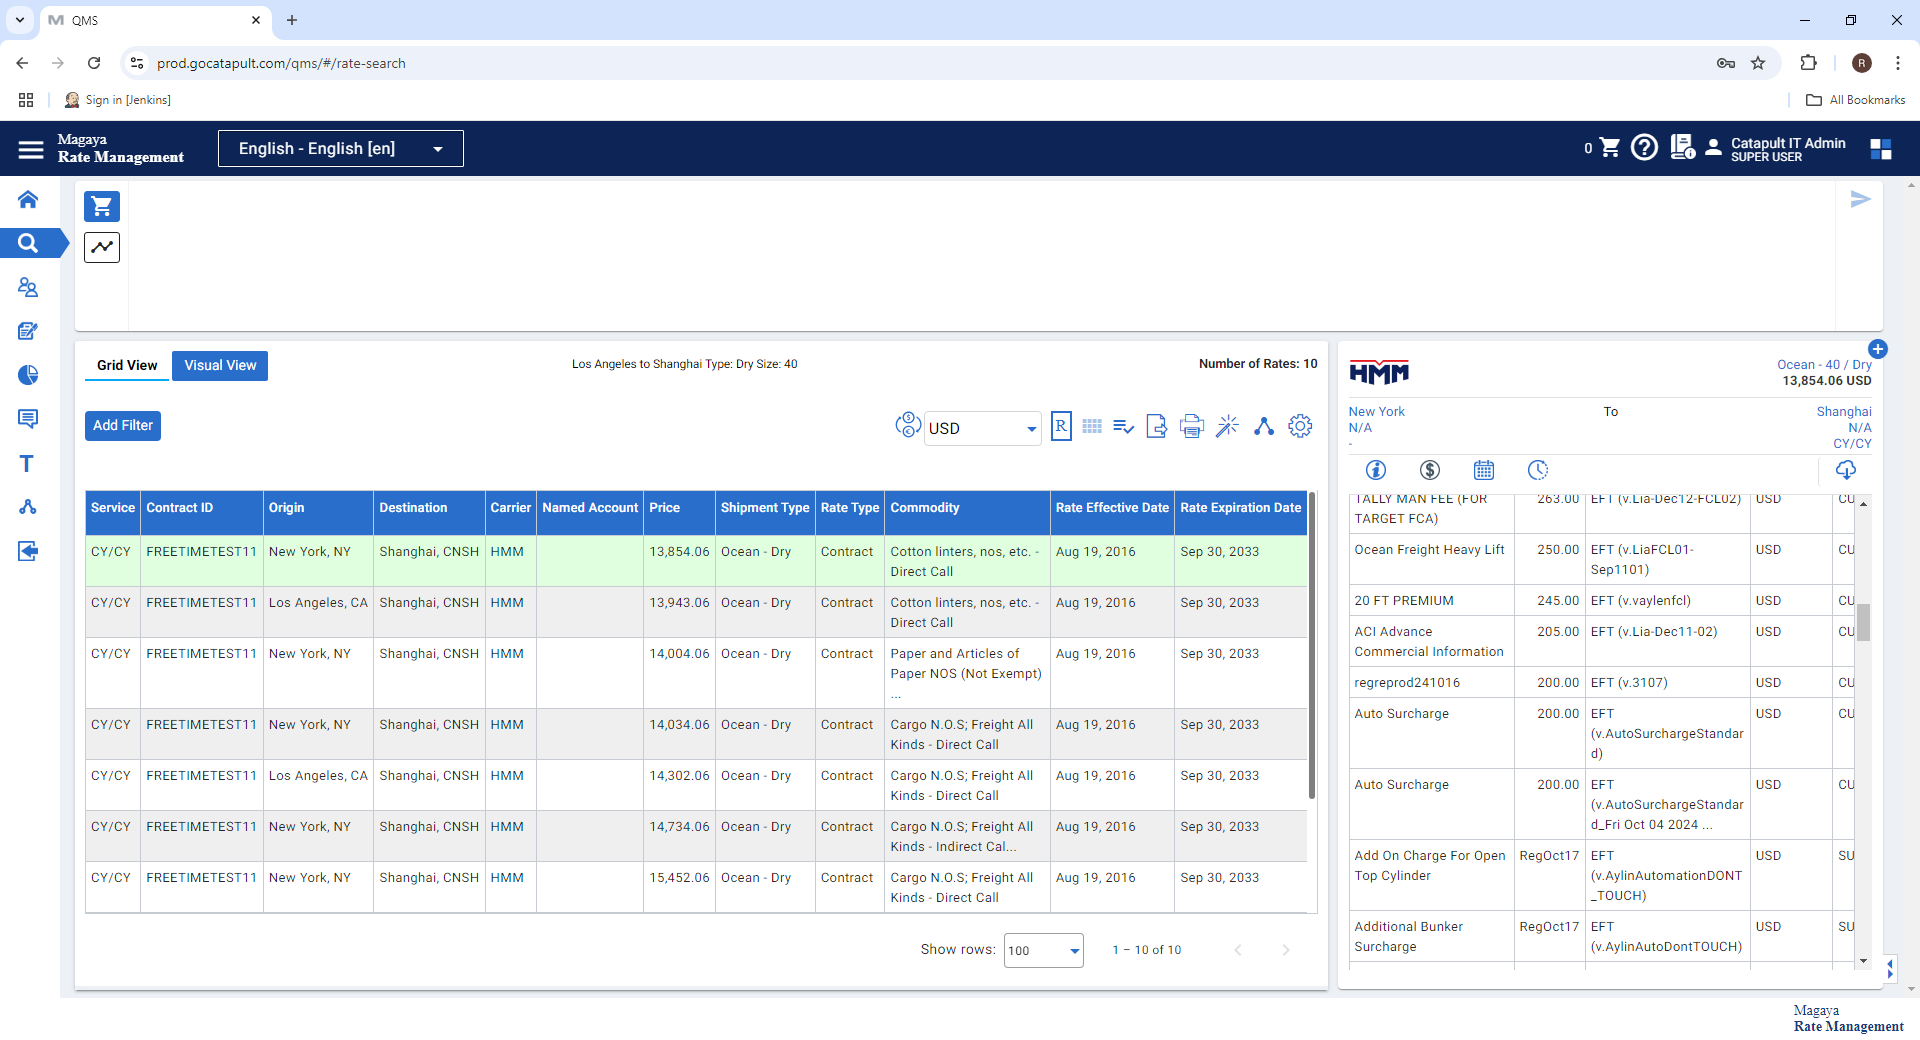 QMS
prod.gocatapult.com/qms/#/rate-search
R
Sign in [Jenkins]
All Bookmarks
Magaya
Rate Management
English - English [en]
0
Catapult IT Admin
SUPER USER
Grid View
Visual View
Los Angeles to Shanghai Type: Dry Size: 40
Number of Rates: 10
Add Filter
USD
R
Service Contract ID Origin Destination Carrier Named Account Price Shipment Type Rate Type Commodity Rate Effective Date Rate Expiration Date
CY/CY FREETIMETEST11 New York, NY Shanghai, CNSH HMM 13,854.06 Ocean - Dry Contract Cotton linters, nos, etc. - Aug 19, 2016 Sep 30, 2033
Direct Call
CY/CY FREETIMETEST11 Los Angeles, CA Shanghai, CNSH HMM 13,943.06 Ocean - Dry Contract Cotton linters, nos, etc. - Aug 19, 2016 Sep 30, 2033
Direct Call
CY/CY FREETIMETEST11 New York, NY Shanghai, CNSH HMM 14,004.06 Ocean - Dry Contract Paper and Articles of Aug 19, 2016 Sep 30, 2033
Paper NOS (Not Exempt)
...
CY/CY FREETIMETEST11 New York, NY Shanghai, CNSH HMM 14,034.06 Ocean - Dry Contract Cargo N.O.S; Freight All Aug 19, 2016 Sep 30, 2033
Kinds - Direct Call
CY/CY FREETIMETEST11 Los Angeles, CA Shanghai, CNSH HMM 14,302.06 Ocean - Dry Contract Cargo N.O.S; Freight All Aug 19, 2016 Sep 30, 2033
Kinds - Direct Call
CY/CY FREETIMETEST11 New York, NY Shanghai, CNSH HMM 14,734.06 Ocean - Dry Contract Cargo N.O.S; Freight All Aug 19, 2016 Sep 30, 2033
Kinds - Indirect Cal...
CY/CY FREETIMETEST11 New York, NY Shanghai, CNSH HMM 15,452.06 Ocean - Dry Contract Cargo N.O.S; Freight All Aug 19, 2016 Sep 30, 2033
Kinds - Direct Call
Show rows: 100 1 – 10 of 10
HMM
Ocean - 40 / Dry
13,854.06 USD
New York To Shanghai
N/A N/A
- CY/CY
TALLY MAN FEE (FOR 263.00 EFT (v.Lia-Dec12-FCL02) USD CU
TARGET FCA)
Ocean Freight Heavy Lift 250.00 EFT (v.LiaFCL01- USD CU
Sep1101)
20 FT PREMIUM 245.00 EFT (v.vaylenfcl) USD CU
ACI Advance 205.00 EFT (v.Lia-Dec11-02) USD CU
Commercial Information
regreprod241016 200.00 EFT (v.3107) USD CU
Auto Surcharge 200.00 EFT USD CU
(v.AutoSurchargeStandar
d)
Auto Surcharge 200.00 EFT USD CU
(v.AutoSurchargeStandar
d_Fri Oct 04 2024 ...
Add On Charge For Open RegOct17 EFT USD SU
Top Cylinder (v.AylinAutomationDONT
_TOUCH)
Additional Bunker RegOct17 EFT USD SU
Surcharge (v.AylinAutoDontTOUCH)
Magaya
Rate Management